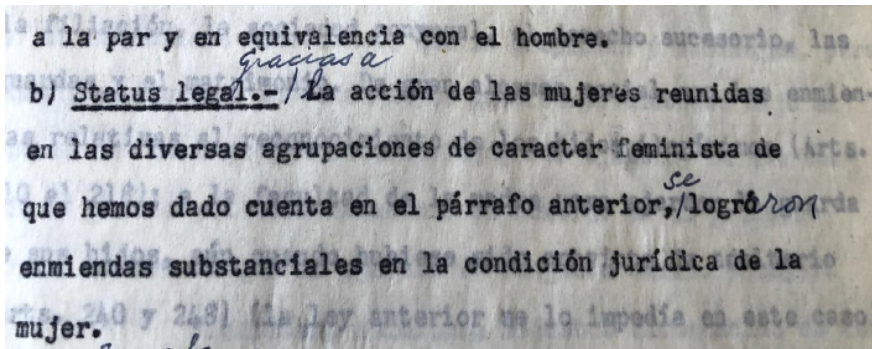 a la par y en equivalencia con el hombre.
gracias a
b) Status legal.-/ la acción de las mujeres reunidas
en las diversas agrupaciones de caracter feminista de
se
que hemos dado cuenta en el párrafo anterior,/lograron
enmiendas substanciales en la condición jurídica de la
mujer.